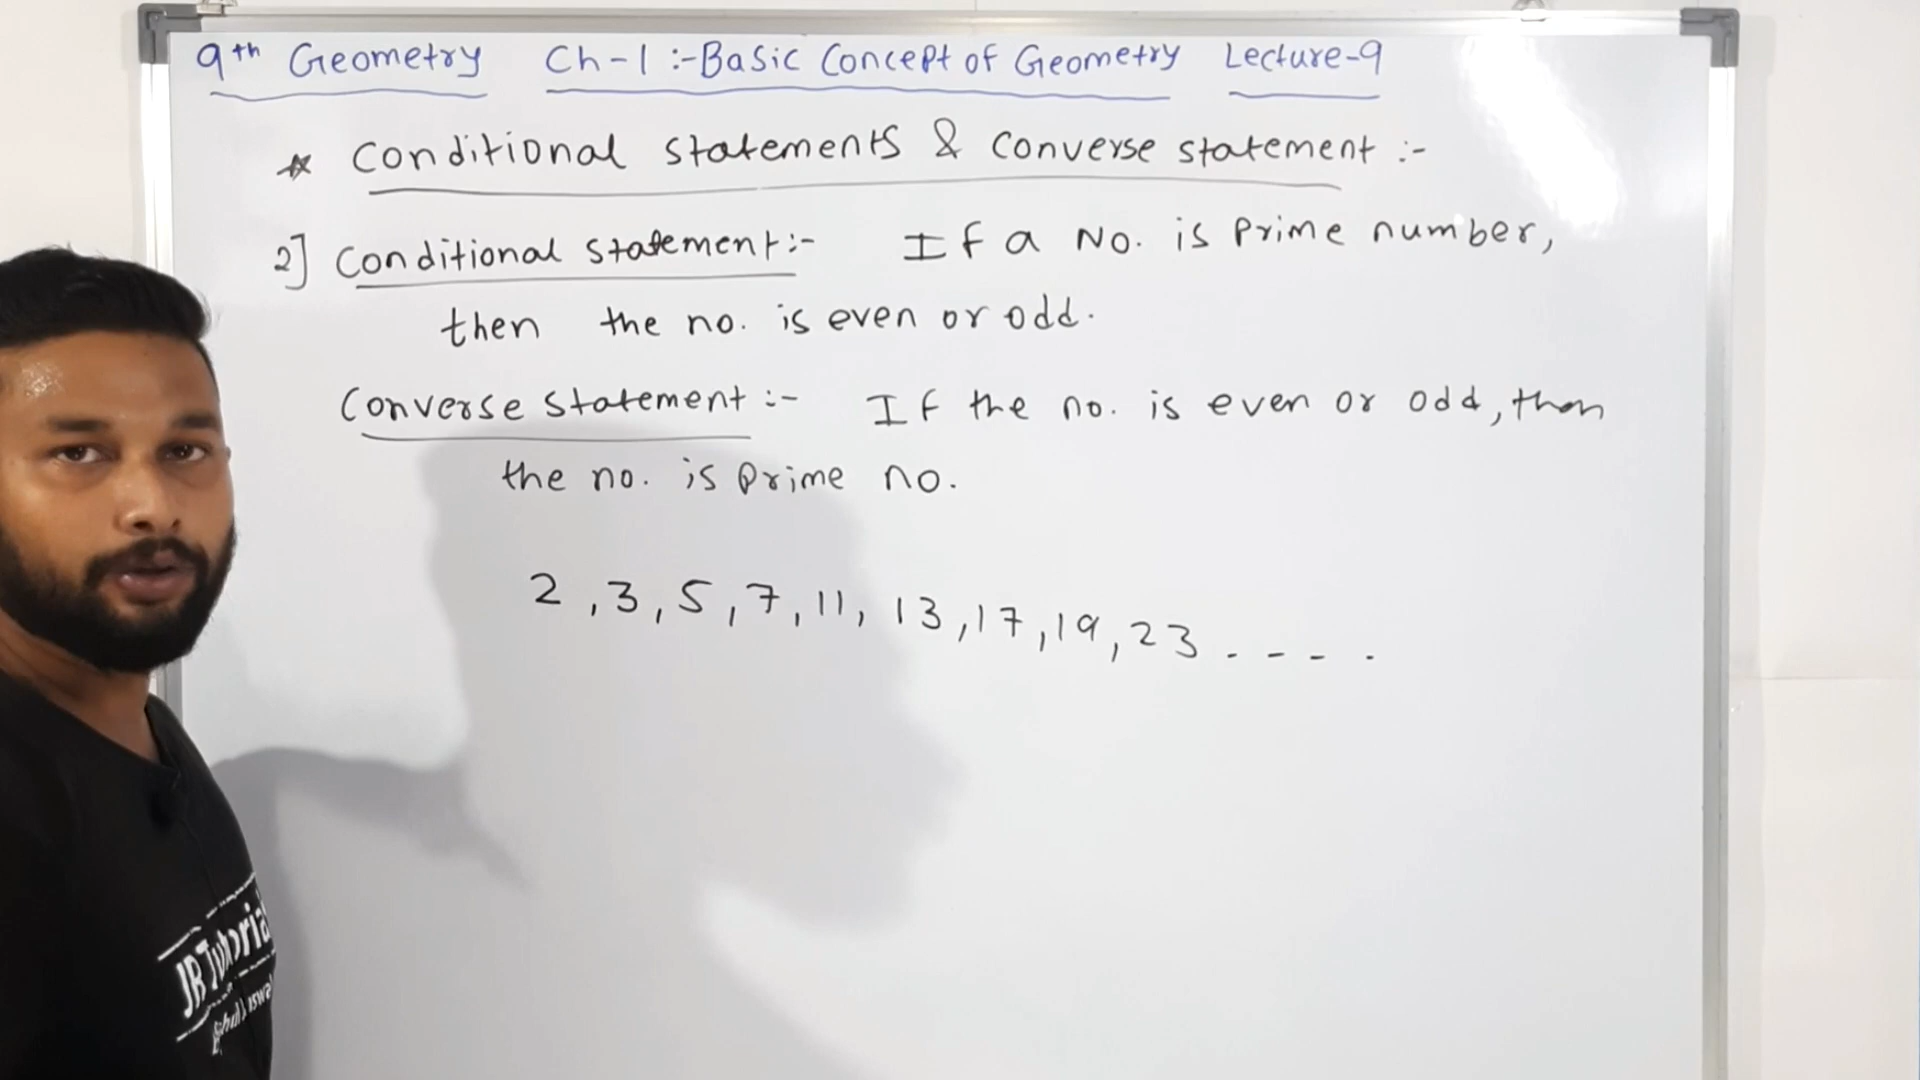 9th Geometry Ch-1 :- Basic Concept of Geometry Lecture-9
* Conditional statements & Converse statement :-
2] Conditional statement :- If a No. is Prime number,
then the no. is even or odd.
Converse statement :- If the no. is even or odd, then
the no. is Prime no.
2, 3, 5, 7, 11, 13, 17, 19, 23 - - - -
JR Tutorial